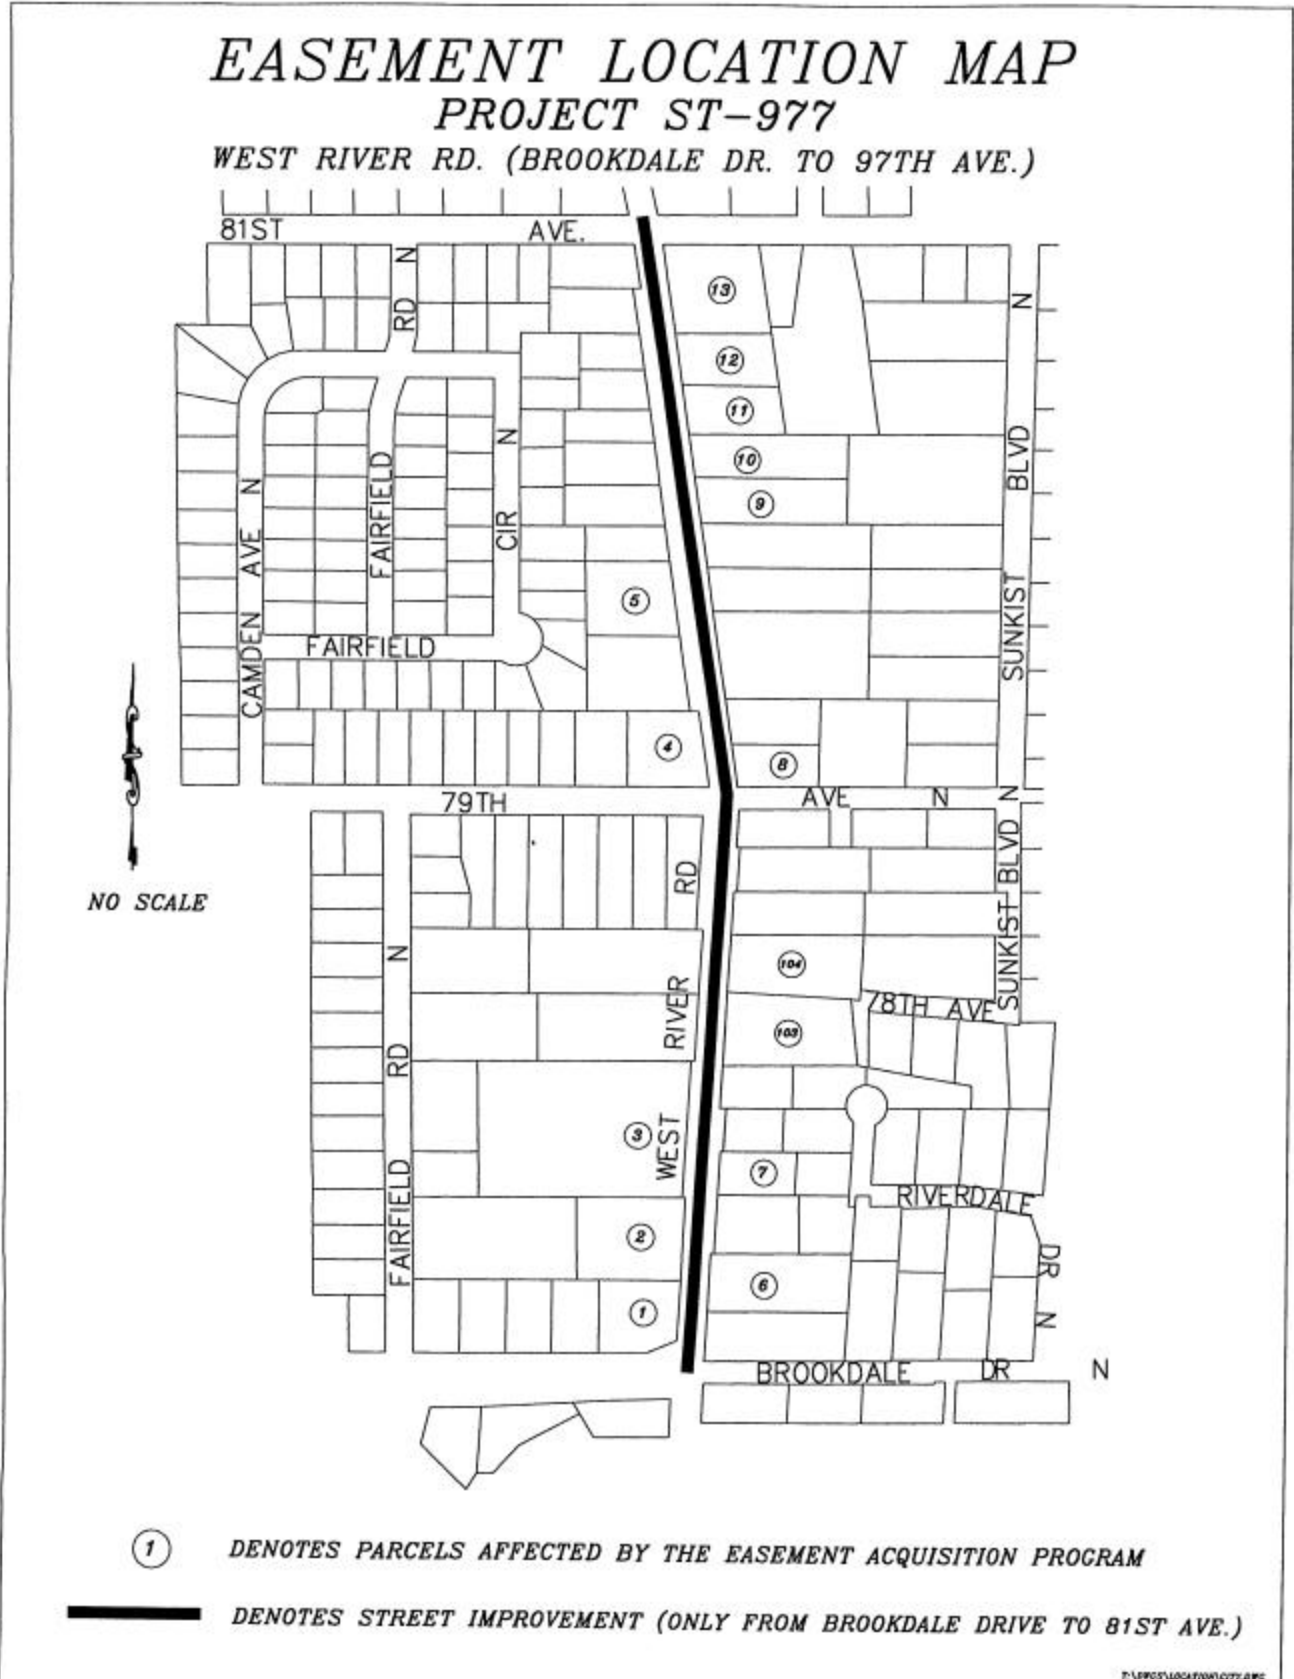 EASEMENT LOCATION MAP
PROJECT ST-977
WEST RIVER RD. (BROOKDALE DR. TO 97TH AVE.)
81ST AVE.
RD N
13
12
11
10
9
N
BLVD
SUNKIST
CAMDEN AVE N
FAIRFIELD
CIR N
FAIRFIELD
5
4
8
79TH AVE N
NO SCALE
WEST RIVER RD
SUNKIST BLVD N
104
78TH AVE
103
FAIRFIELD RD N
3
7
RIVERDALE
DR N
2
6
1
BROOKDALE DR N
1 DENOTES PARCELS AFFECTED BY THE EASEMENT ACQUISITION PROGRAM
DENOTES STREET IMPROVEMENT (ONLY FROM BROOKDALE DRIVE TO 81ST AVE.)